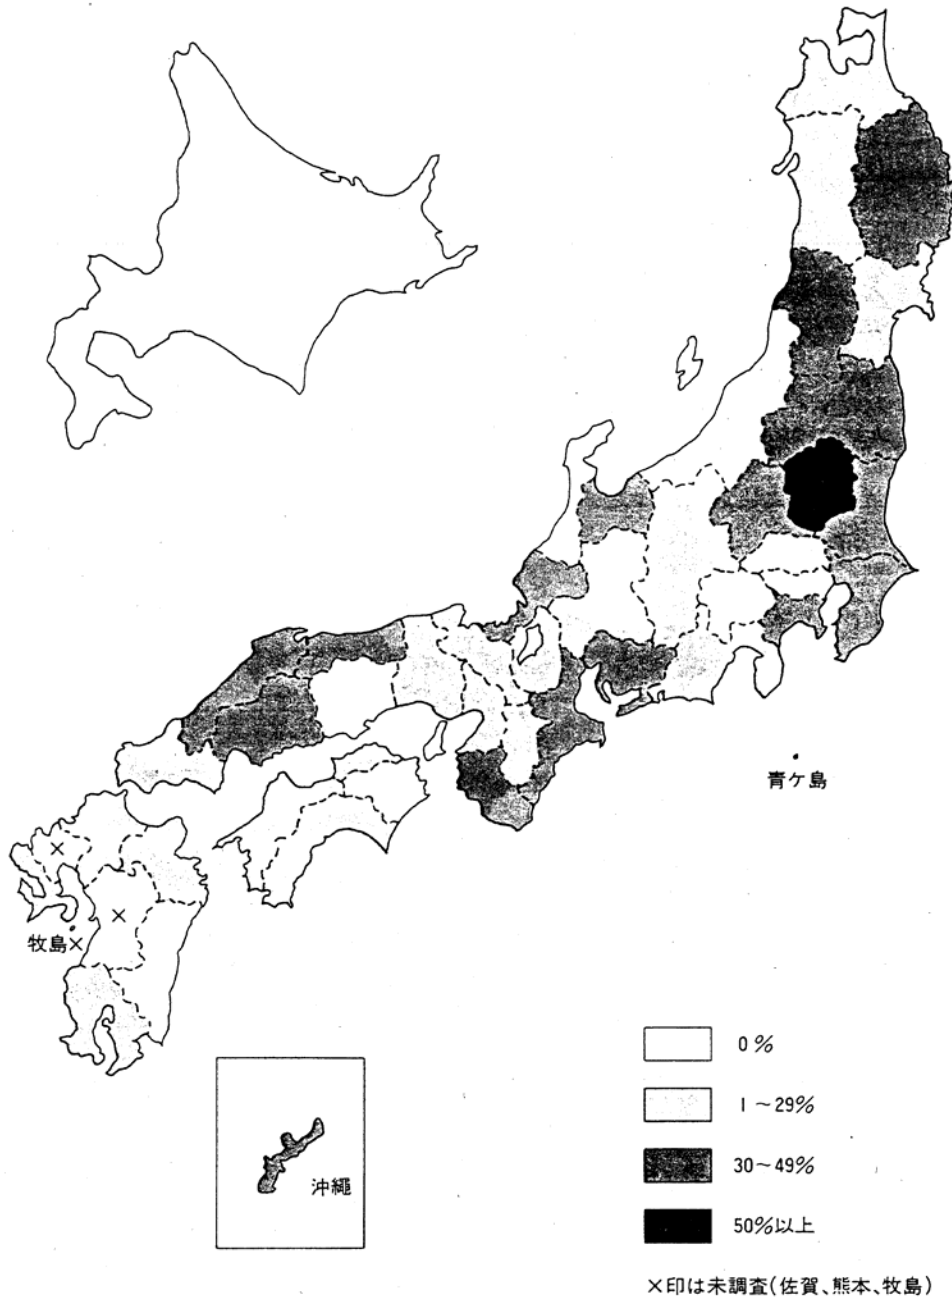 青ケ島
×
×
牧島×
沖縄
0%
1~29%
30~49%
50%以上
×印は未調査(佐賀、熊本、牧島)